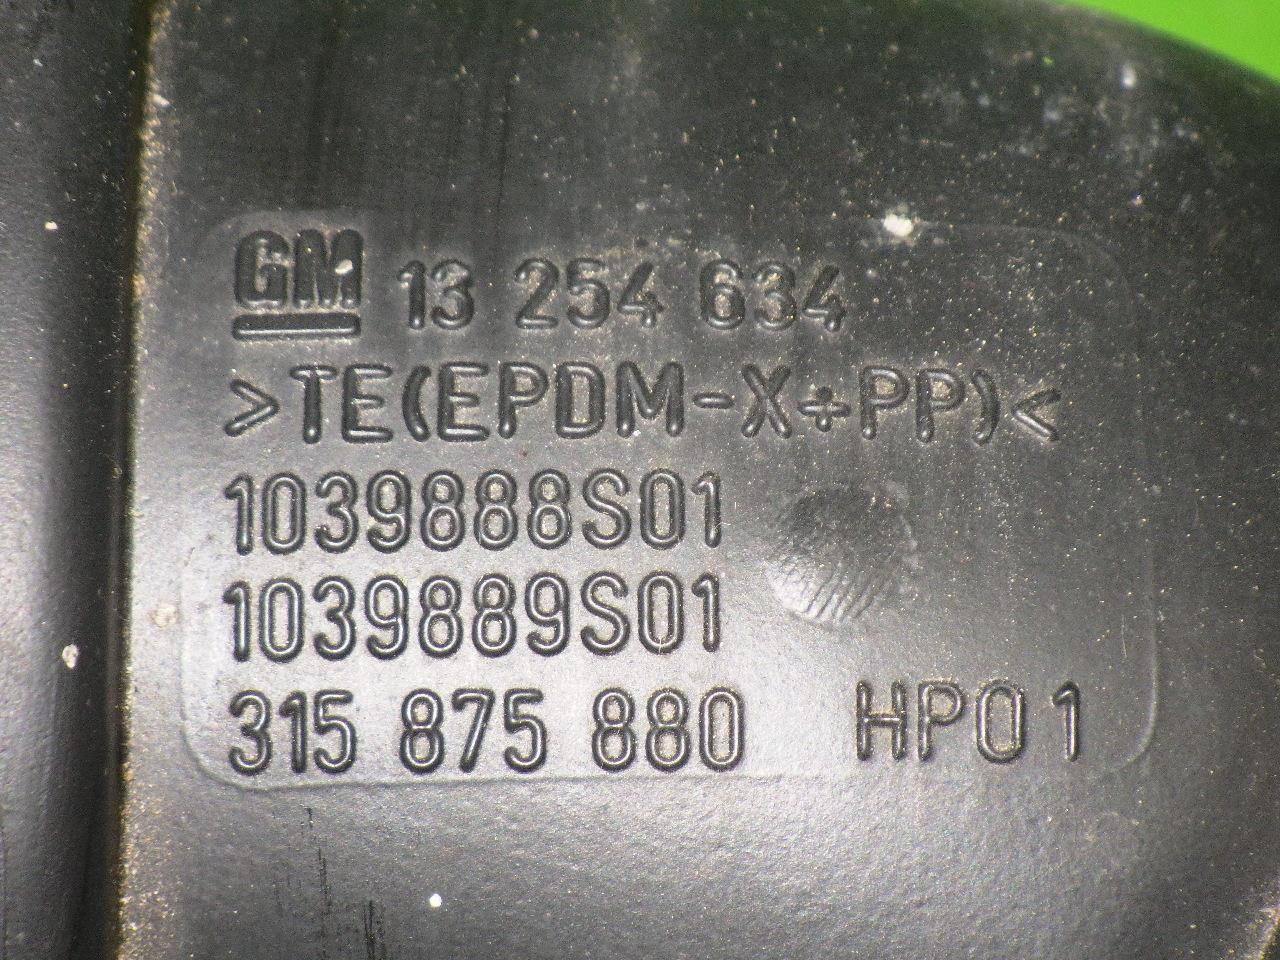 GM 13 254 634
>TE(EPDM-X+PP)<
1039888S01
1039889S01
315 875 880 HP01